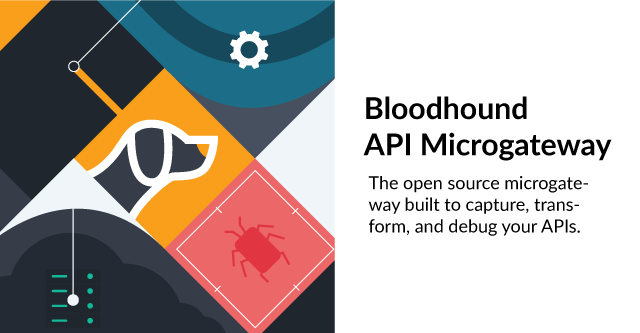 Bloodhound
API Microgateway
The open source microgate-
way built to capture, trans-
form, and debug your APIs.